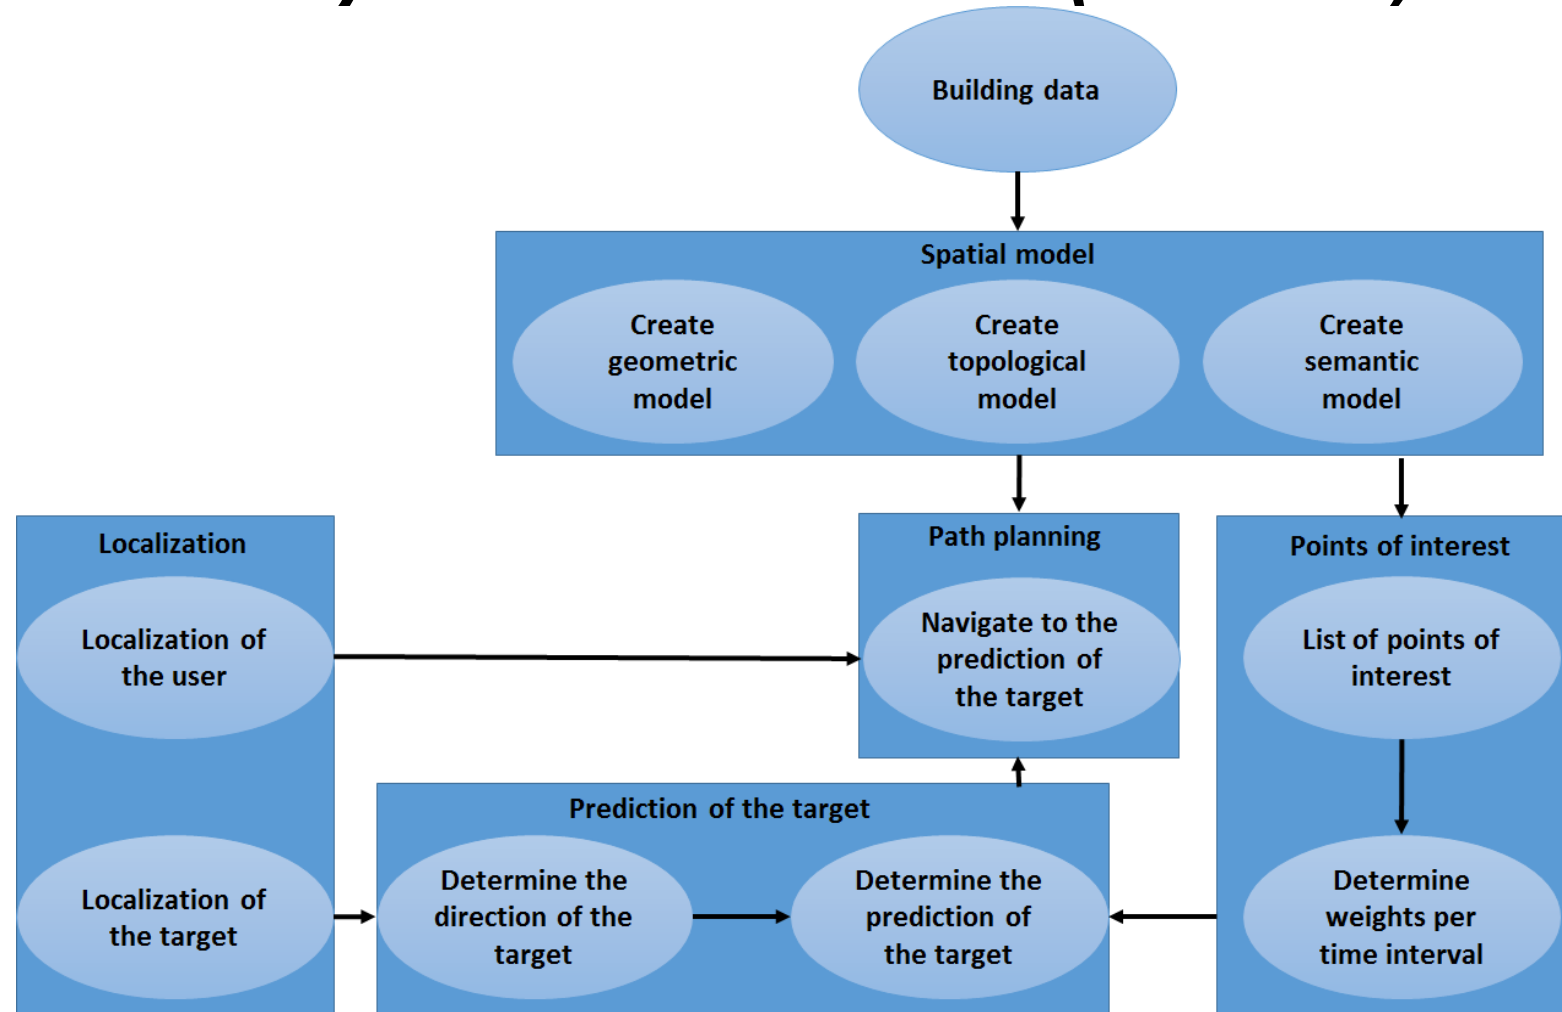 Building data
Spatial model
Create
geometric
model
Create
topological
model
Create
semantic
model
Localization
Localization of
the user
Localization of
the target
Path planning
Navigate to the
prediction of
the target
Points of interest
List of points of
interest
Determine
weights per
time interval
Prediction of the target
Determine the
direction of the
target
Determine the
prediction of
the target